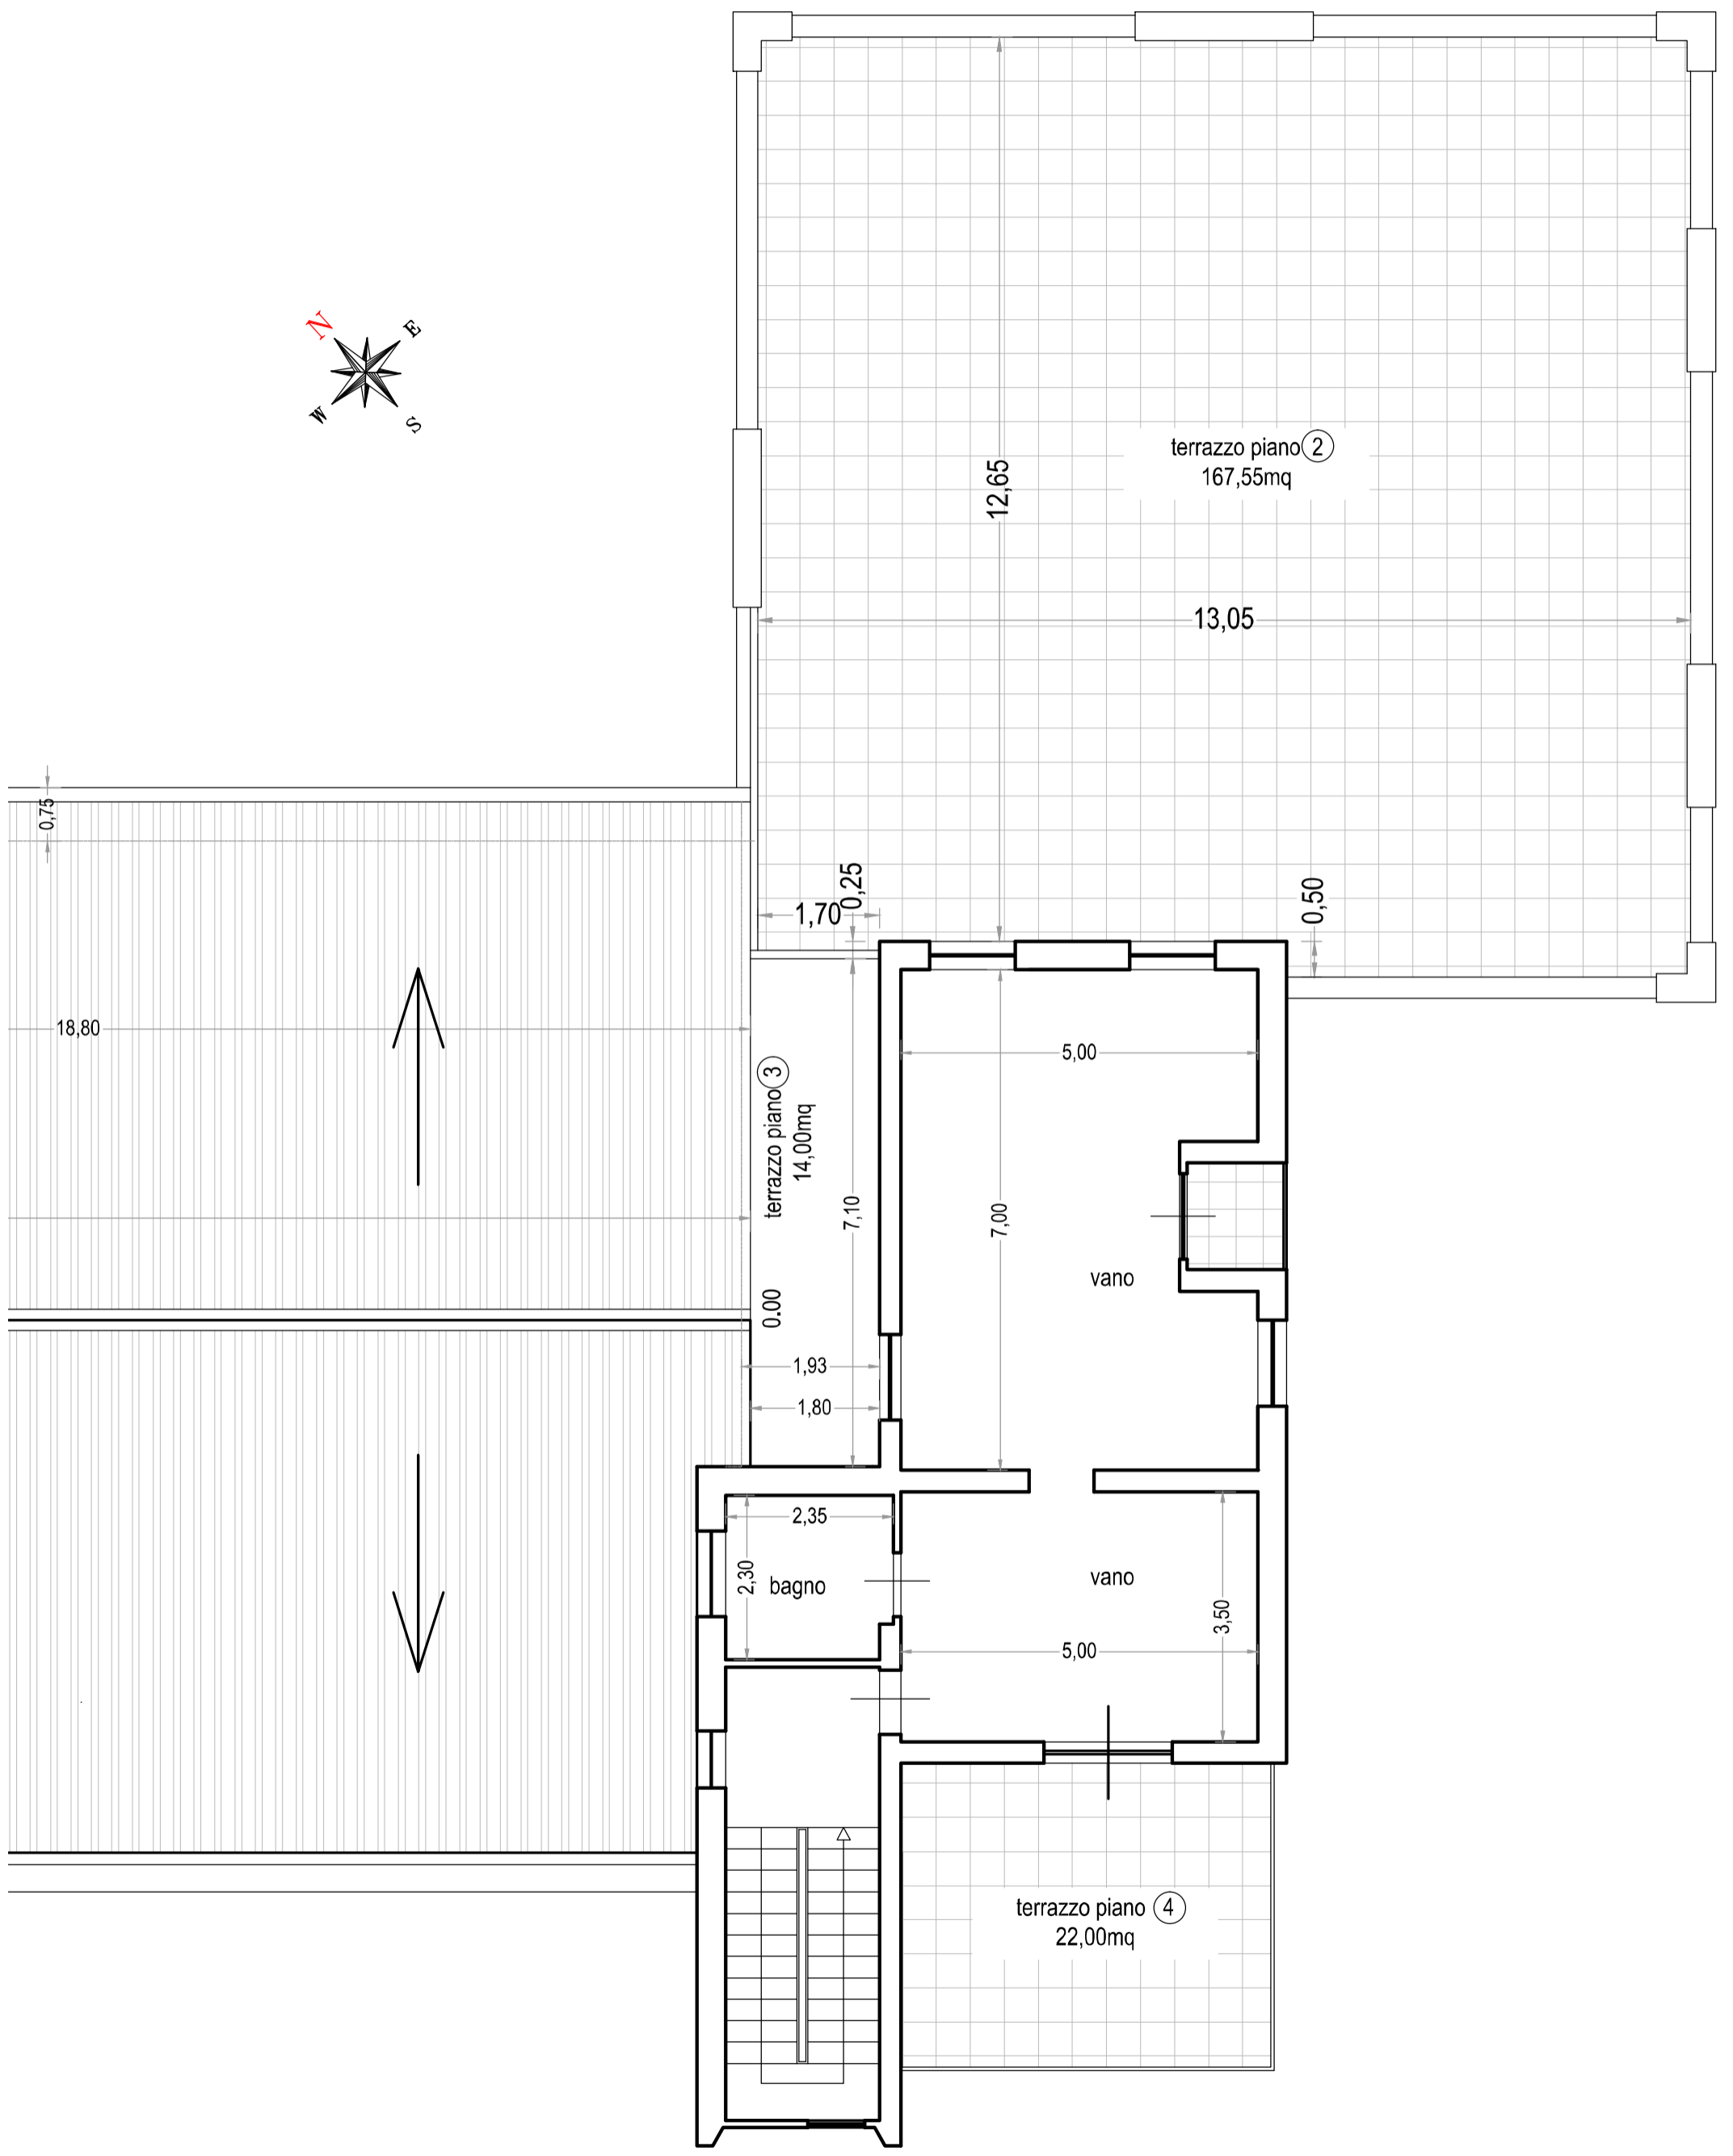 N
E
W
S
terrazzo piano 2
167,55mq
12,65
13,05
0,75
0,25
1,70
0,50
18,80
5,00
terrazzo piano 3
14,00mq
7,10
7,00
vano
0.00
1,93
1,80
2,35
2,30
bagno
vano
3,50
5,00
terrazzo piano 4
22,00mq